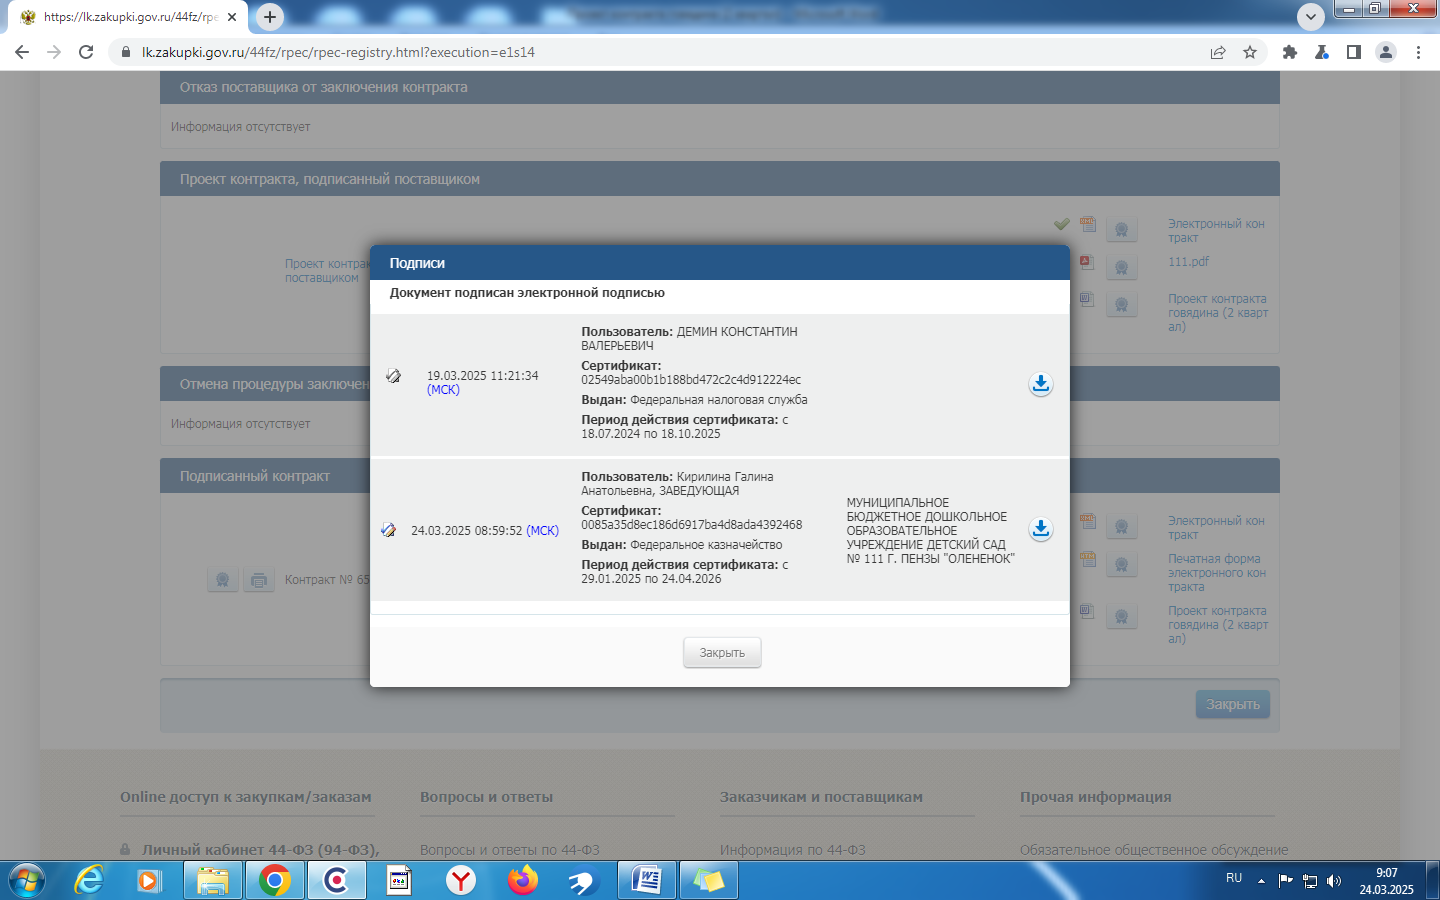 https://lk.zakupki.gov.ru/44fz/rpe
lk.zakupki.gov.ru/44fz/rpec/rpec-registry.html?execution=e1s14
Отказ поставщика от заключения контракта
Информация отсутствует
Проект контракта, подписанный поставщиком
Электронный кон
тракт
111.pdf
Проект контракта
говядина (2 кварт
ал)
Проект контрак
поставщиком
Подписи
Документ подписан электронной подписью
19.03.2025 11:21:34
(МСК)
Пользователь: ДЕМИН КОНСТАНТИН
ВАЛЕРЬЕВИЧ
Сертификат:
02549aba00b1b188bd472c2c4d912224ec
Выдан: Федеральная налоговая служба
Период действия сертификата: с
18.07.2024 по 18.10.2025
24.03.2025 08:59:52 (МСК)
Пользователь: Кирилина Галина
Анатольевна, ЗАВЕДУЮЩАЯ
Сертификат:
0085a35d8ec186d6917ba4d8ada4392468
Выдан: Федеральное казначейство
Период действия сертификата: с
29.01.2025 по 24.04.2026
МУНИЦИПАЛЬНОЕ
БЮДЖЕТНОЕ ДОШКОЛЬНОЕ
ОБРАЗОВАТЕЛЬНОЕ
УЧРЕЖДЕНИЕ ДЕТСКИЙ САД
№ 111 Г. ПЕНЗЫ "ОЛЕНЕНОК"
Закрыть
Отмена процедуры заключен
Информация отсутствует
Подписанный контракт
Контракт № 65
Электронный кон
тракт
Печатная форма
электронного кон
тракта
Проект контракта
говядина (2 кварт
ал)
Закрыть
Online доступ к закупкам/заказам
Вопросы и ответы
Заказчикам и поставщикам
Прочая информация
Личный кабинет 44-ФЗ (94-ФЗ),
Вопросы и ответы по 44-ФЗ
Информация по 44-ФЗ
Обязательное общественное обсуждение
RU
9:07
24.03.2025